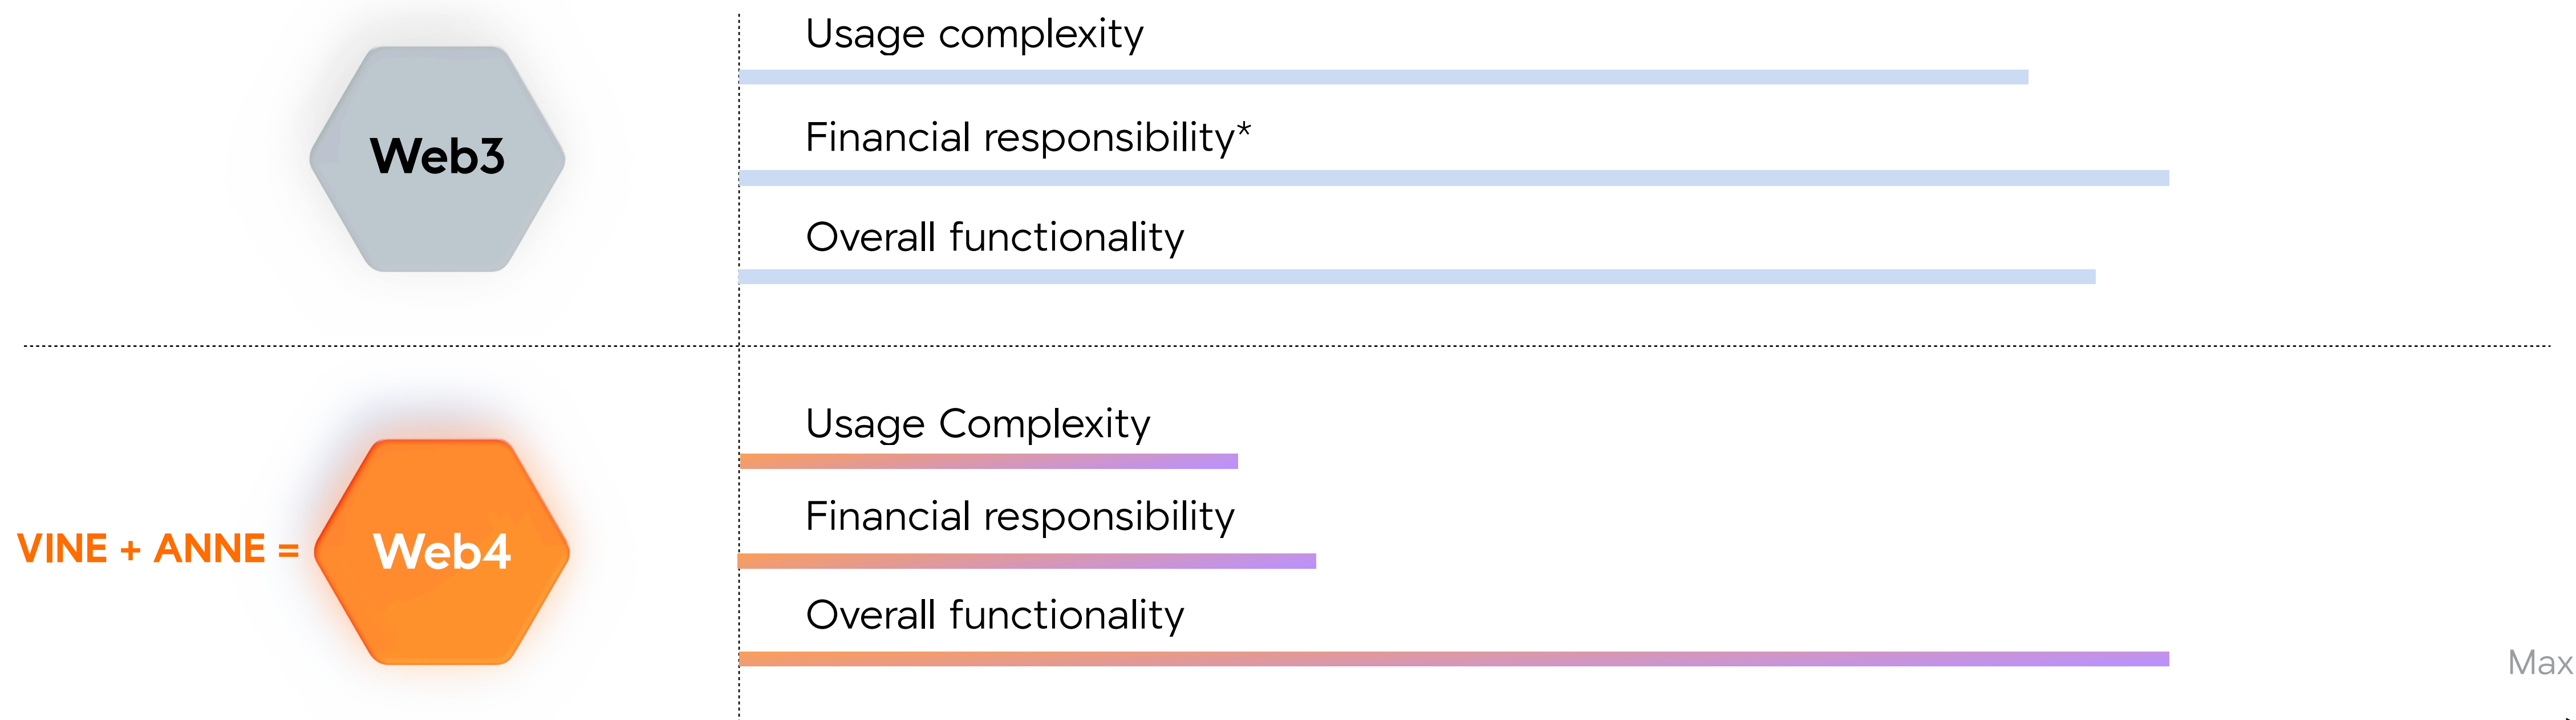 Web3
Usage complexity
Financial responsibility*
Overall functionality
VINE + ANNE =
Web4
Usage Complexity
Financial responsibility
Overall functionality
Max